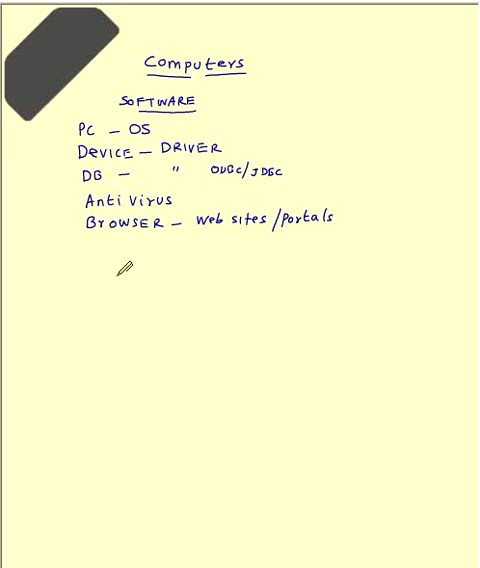 Computers
SOFTWARE
PC – OS
DEVICE – DRIVER
DB – " ODBC/JDBC
Anti Virus
BROWSER – Web sites/Portals